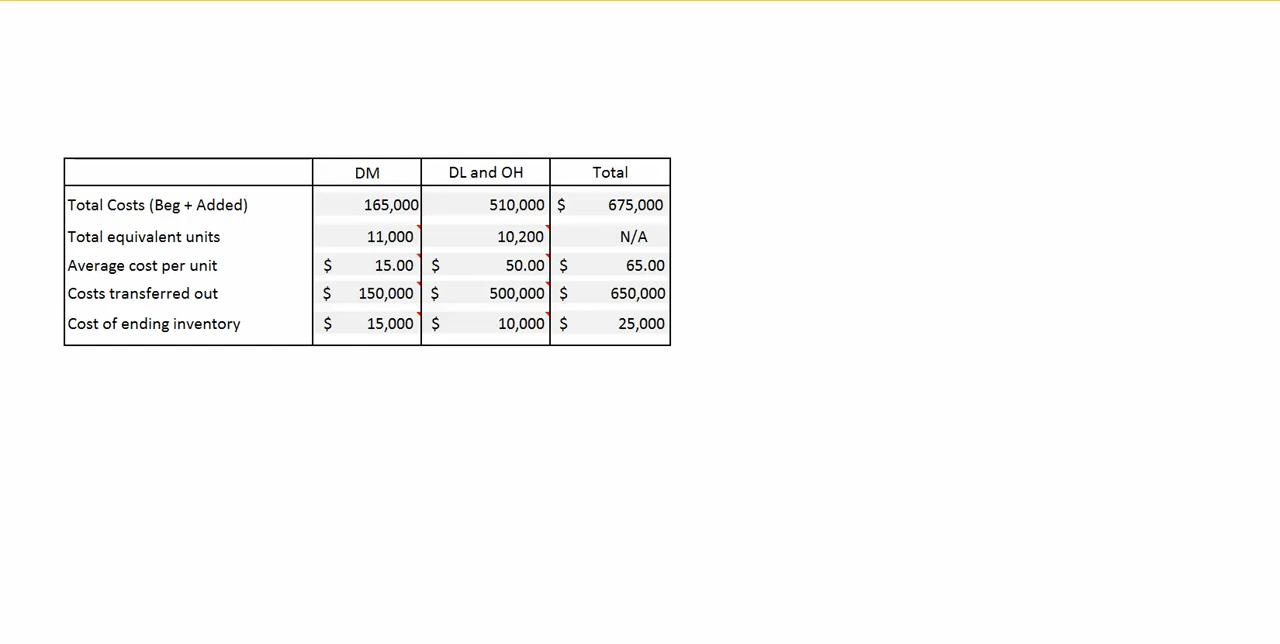 DM DL and OH Total
Total Costs (Beg + Added) 165,000 510,000 $ 675,000
Total equivalent units 11,000 10,200 N/A
Average cost per unit $ 15.00 $ 50.00 $ 65.00
Costs transferred out $ 150,000 $ 500,000 $ 650,000
Cost of ending inventory $ 15,000 $ 10,000 $ 25,000